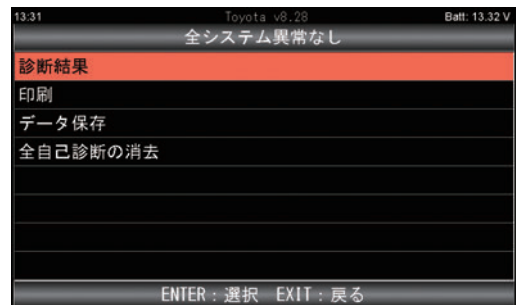 13:31 Toyota v8.28 Batt: 13.32 V
全システム異常なし
診断結果
印刷
データ保存
全自己診断の消去
ENTER：選択 EXIT：戻る